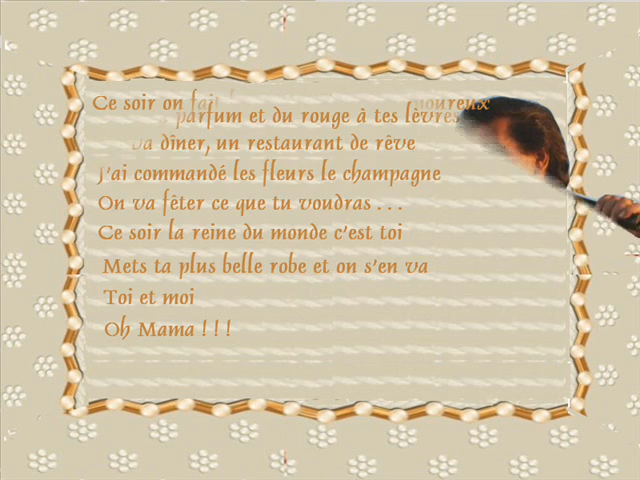 Ce soir on fai
parfum et du rouge à tes lèvres
va dîner, un restaurant de rêve
J'ai commandé les fleurs le champagne
On va fêter ce que tu voudras . . .
Ce soir la reine du monde c'est toi
Mets ta plus belle robe et on s'en va
Toi et moi
Oh Mama ! ! !